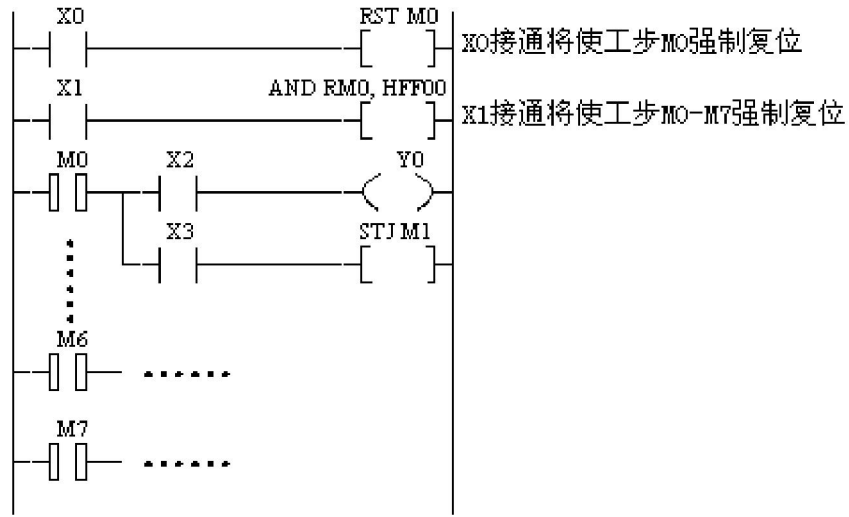 X0 RST M0 X0接通将使工步M0强制复位
X1 AND RM0, HFF00 X1接通将使工步M0-M7强制复位
M0 X2 Y0
X3 STJ M1
M6
M7